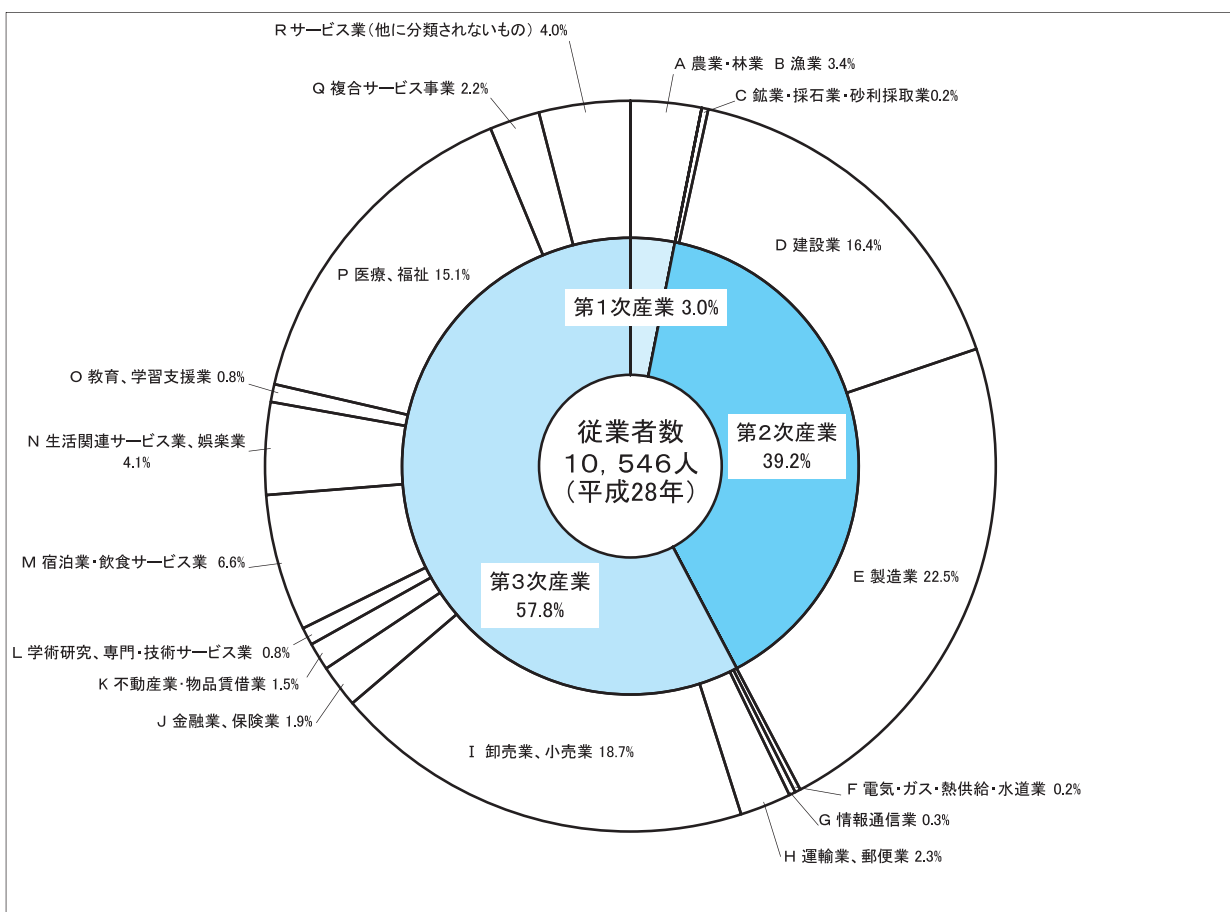 R サービス業(他に分類されないもの) 4.0%
A 農業・林業 B 漁業 3.4%
Q 複合サービス事業 2.2%
C 鉱業・採石業・砂利採取業0.2%
D 建設業 16.4%
P 医療、福祉 15.1%
第1次産業 3.0%
O 教育、学習支援業 0.8%
N 生活関連サービス業、娯楽業
4.1%
従業者数
10,546人
(平成28年)
第2次産業
39.2%
M 宿泊業・飲食サービス業 6.6%
E 製造業 22.5%
第3次産業
57.8%
L 学術研究、専門・技術サービス業 0.8%
K 不動産業・物品賃借業 1.5%
J 金融業、保険業 1.9%
I 卸売業、小売業 18.7%
F 電気・ガス・熱供給・水道業 0.2%
G 情報通信業 0.3%
H 運輸業、郵便業 2.3%